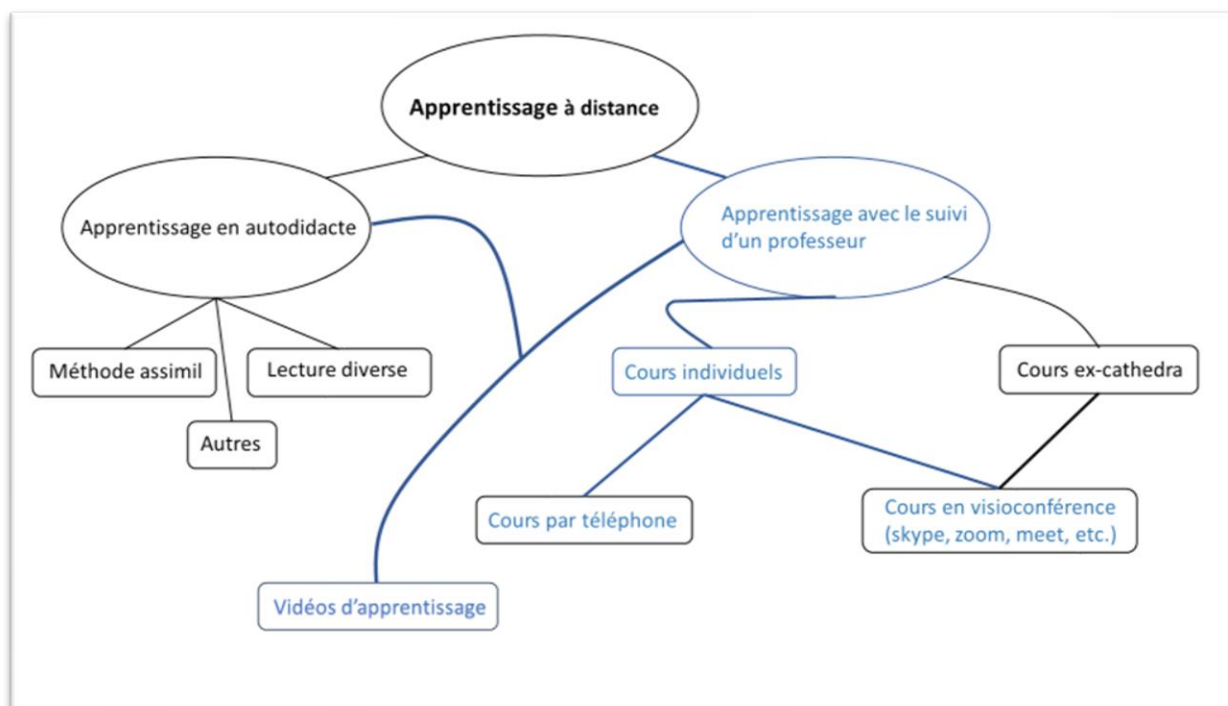 Apprentissage à distance
Apprentissage en autodidacte
Apprentissage avec le suivi
d'un professeur
Méthode assimil
Lecture diverse
Autres
Cours individuels
Cours ex-cathedra
Cours par téléphone
Cours en visioconférence
(skype, zoom, meet, etc.)
Vidéos d'apprentissage